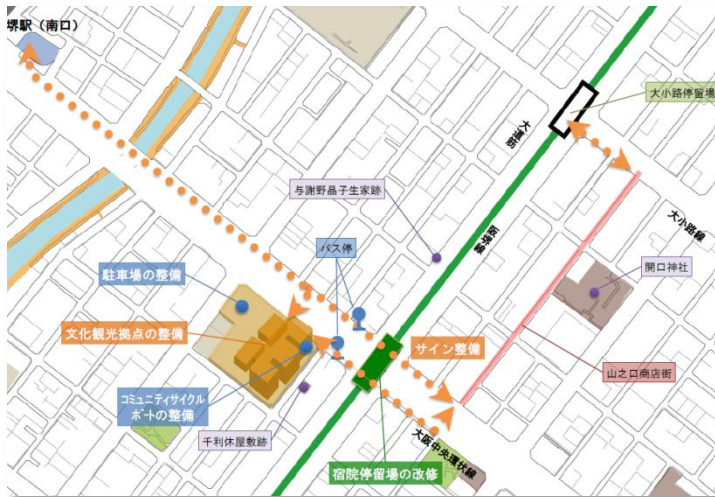 堺駅（南口）
大小路停留場
大道筋
与謝野晶子生家跡
大小路線
阪堺線
バス停
開口神社
駐車場の整備
文化観光拠点の整備
サイン整備
山之口商店街
コミュニティサイクル
ポートの整備
千利休屋敷跡
大阪中央環状線
宿院停留場の改修